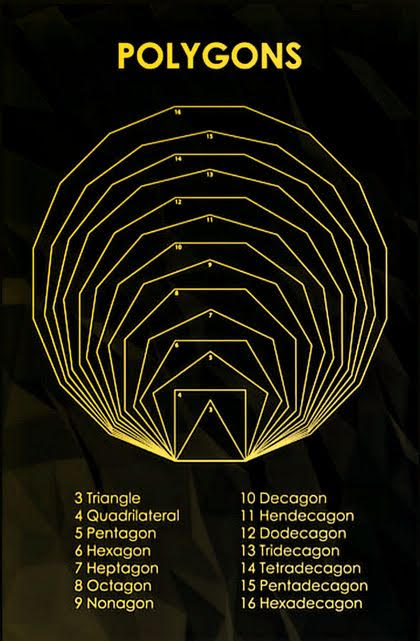 POLYGONS
16
15
14
13
12
11
10
9
8
7
6
5
4
3
3 Triangle
4 Quadrilateral
5 Pentagon
6 Hexagon
7 Heptagon
8 Octagon
9 Nonagon
10 Decagon
11 Hendecagon
12 Dodecagon
13 Tridecagon
14 Tetradecagon
15 Pentadecagon
16 Hexadecagon